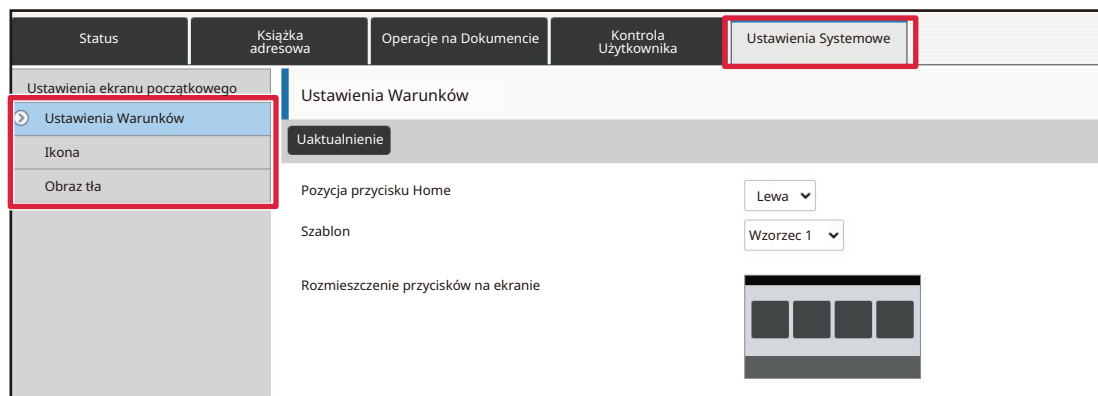 Status
Książka
adresowa
Operacje na Dokumencie
Kontrola
Użytkownika
Ustawienia Systemowe
Ustawienia ekranu początkowego
Ustawienia Warunków
Ikona
Obraz tła
Ustawienia Warunków
Uaktualnienie
Pozycja przycisku Home
Lewa
Szablon
Wzorzec 1
Rozmieszczenie przycisków na ekranie